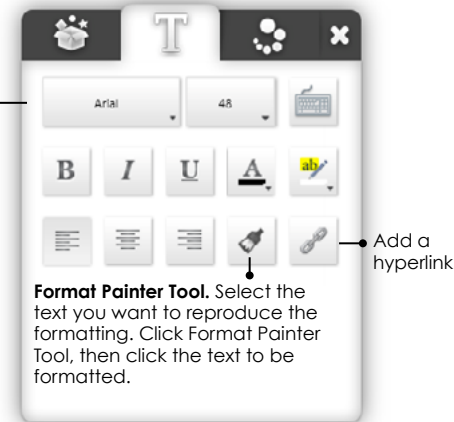 T
Arial 48
B I U A ab
Add a
hyperlink
Format Painter Tool. Select the
text you want to reproduce the
formatting. Click Format Painter
Tool, then click the text to be
formatted.